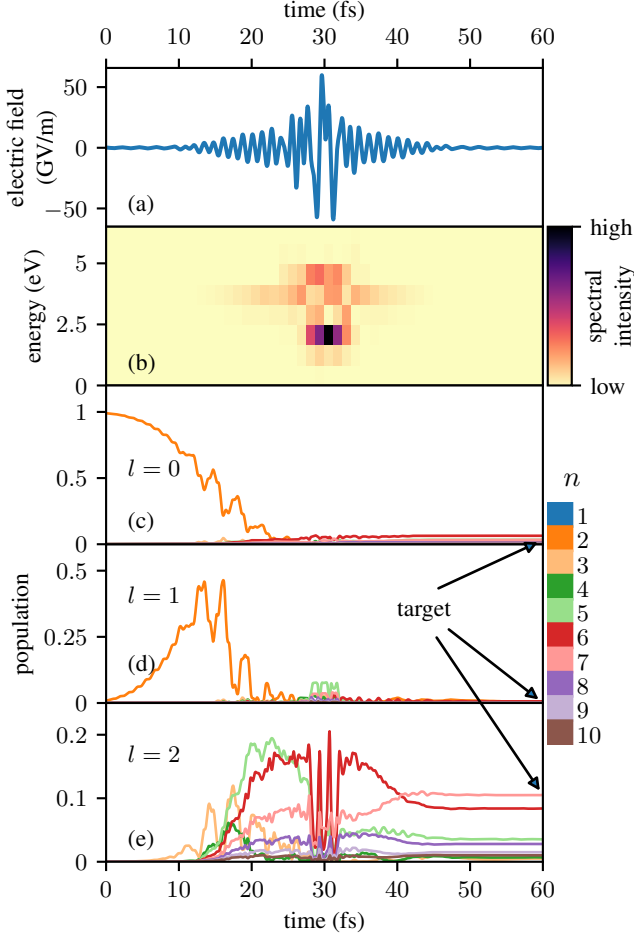 time (fs)
0 10 20 30 40 50 60
electric field
(GV/m)
50
0
−50
(a)
energy (eV)
5
2.5
0
(b)
high
low
spectral
intensity
1
0.5
0
l = 0
(c)
population
0.5
0.25
0
l = 1
(d)
target
0.2
0.1
0
l = 2
(e)
n
1
2
3
4
5
6
7
8
9
10
0 10 20 30 40 50 60
time (fs)